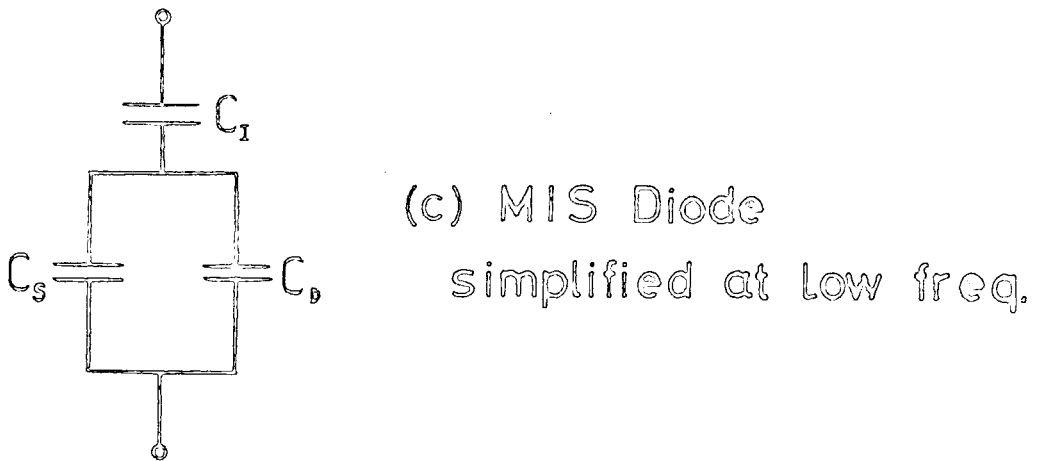 C_I
(c) MIS Diode
C_S
C_D
simplified at low freq.